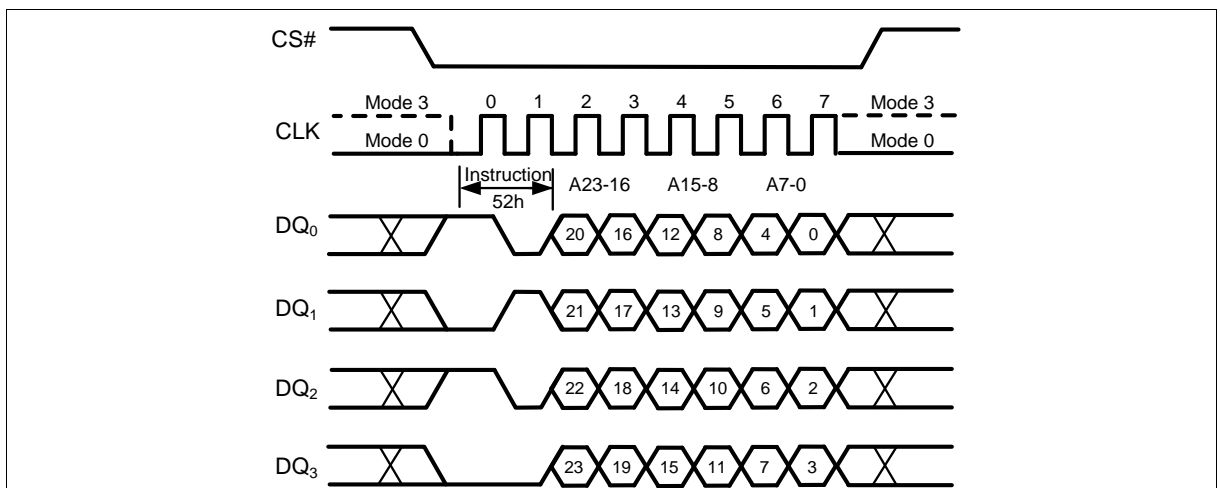 CS#
Mode 3 0 1 2 3 4 5 6 7 Mode 3
CLK
Mode 0 Mode 0
Instruction A23-16 A15-8 A7-0
52h
DQ0 20 16 12 8 4 0
DQ1 21 17 13 9 5 1
DQ2 22 18 14 10 6 2
DQ3 23 19 15 11 7 3